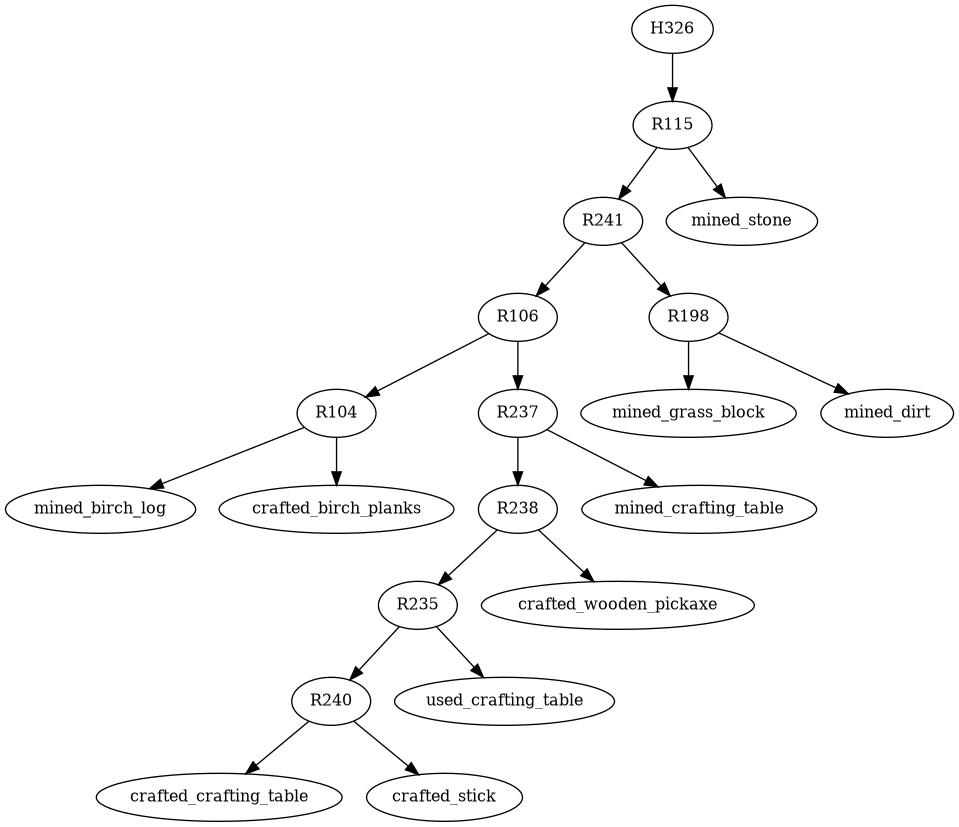 H326
R115
R241
mined_stone
R106
R198
R104
R237
mined_grass_block
mined_dirt
mined_birch_log
crafted_birch_planks
R238
mined_crafting_table
R235
crafted_wooden_pickaxe
R240
used_crafting_table
crafted_crafting_table
crafted_stick